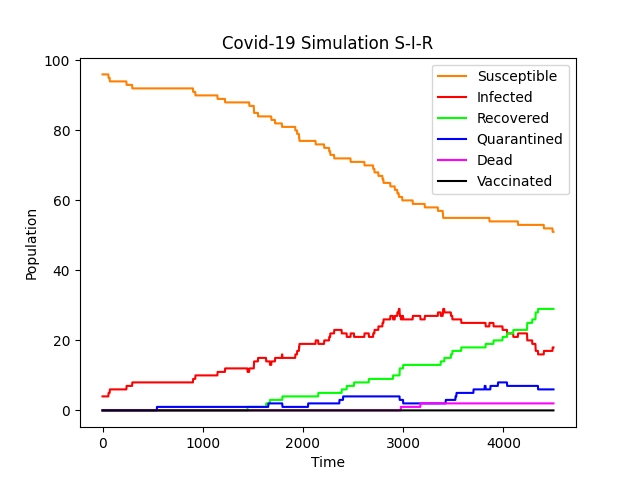 Covid-19 Simulation S-I-R
100
80
60
40
20
0
Population
Susceptible
Infected
Recovered
Quarantined
Dead
Vaccinated
0 1000 2000 3000 4000
Time